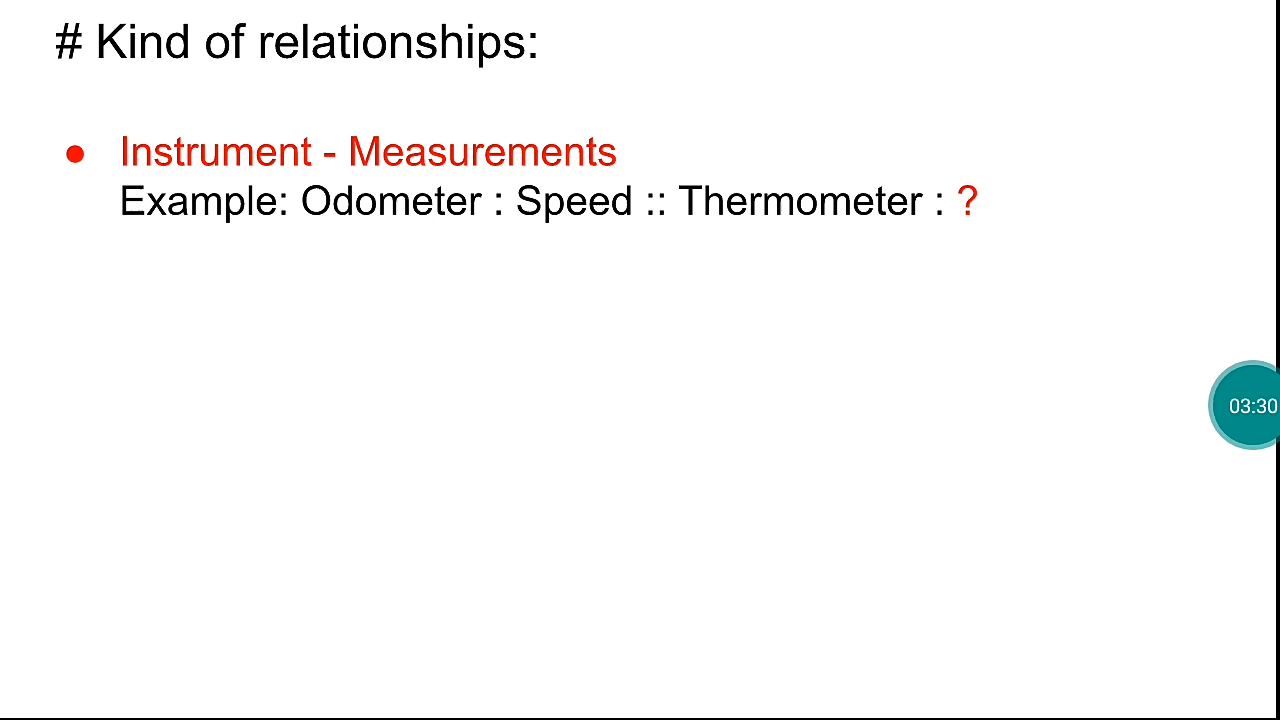 # Kind of relationships:
● Instrument - Measurements
Example: Odometer : Speed :: Thermometer : ?
03:30